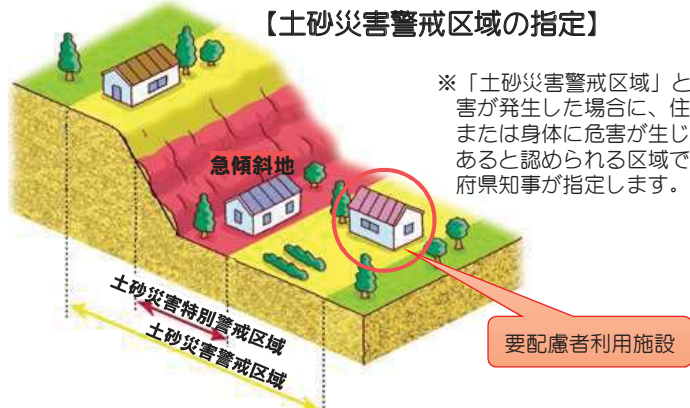 【土砂災害警戒区域の指定】
※「土砂災害警戒区域」と
害が発生した場合に、住
または身体に危害が生じ
あると認められる区域で
府県知事が指定します。
急傾斜地
土砂災害特別警戒区域
土砂災害警戒区域
要配慮者利用施設